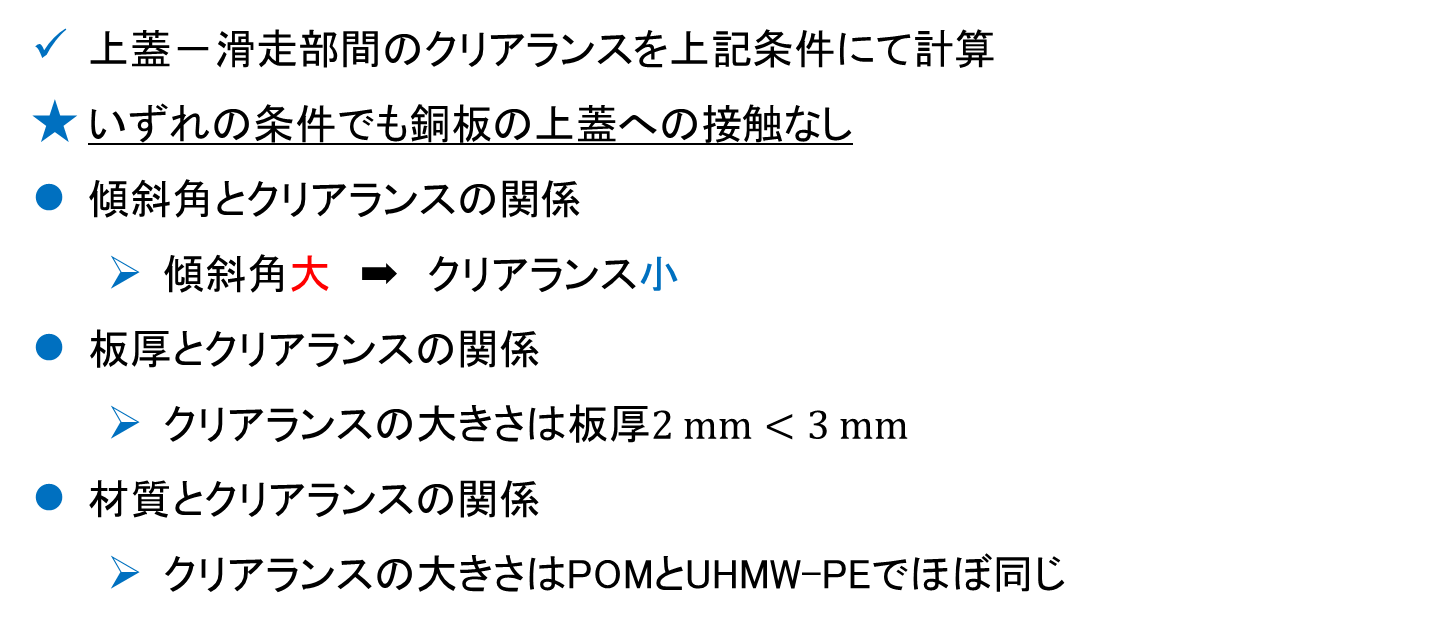 ✓ 上蓋－滑走部間のクリアランスを上記条件にて計算
★ いずれの条件でも銅板の上蓋への接触なし
● 傾斜角とクリアランスの関係
➢ 傾斜角大 ➡ クリアランス小
● 板厚とクリアランスの関係
➢ クリアランスの大きさは板厚2 mm < 3 mm
● 材質とクリアランスの関係
➢ クリアランスの大きさはPOMとUHMW-PEでほぼ同じ